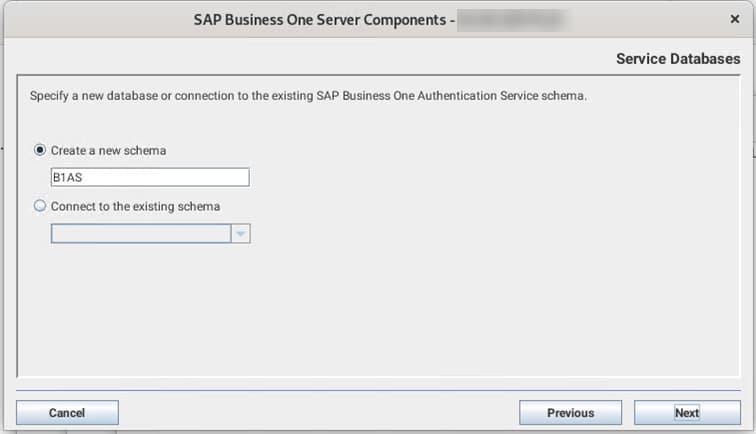 SAP Business One Server Components -
Service Databases
Specify a new database or connection to the existing SAP Business One Authentication Service schema.
Create a new schema
B1AS
Connect to the existing schema
Cancel
Previous
Next